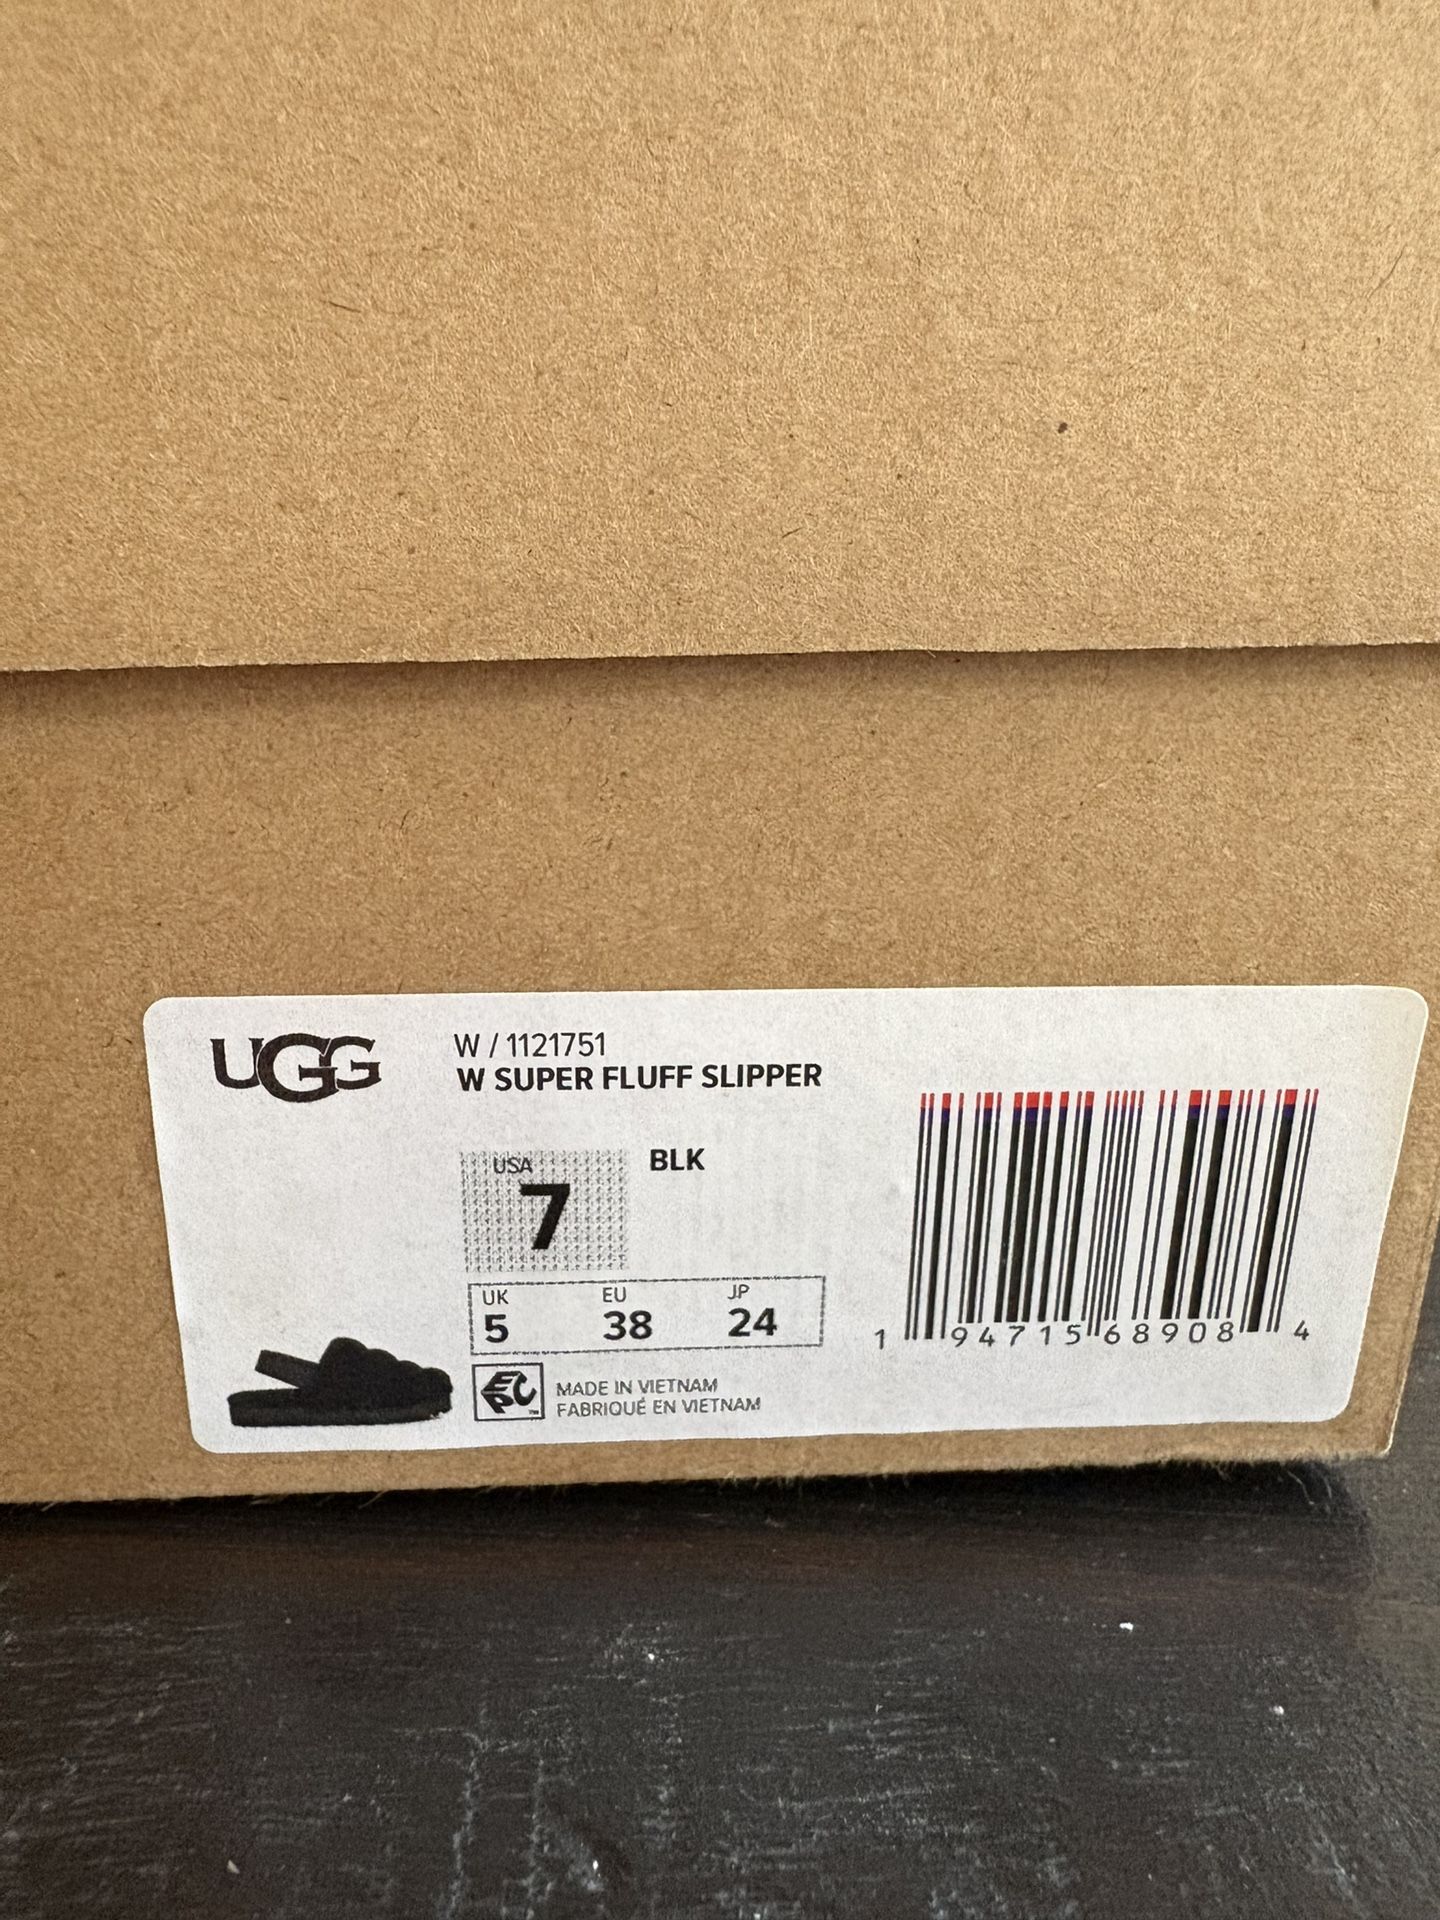 UGG
W / 1121751
W SUPER FLUFF SLIPPER
USA
7
BLK
UK EU JP
5 38 24
EPC
MADE IN VIETNAM
FABRIQUÉ EN VIETNAM
1 94715 68908 4